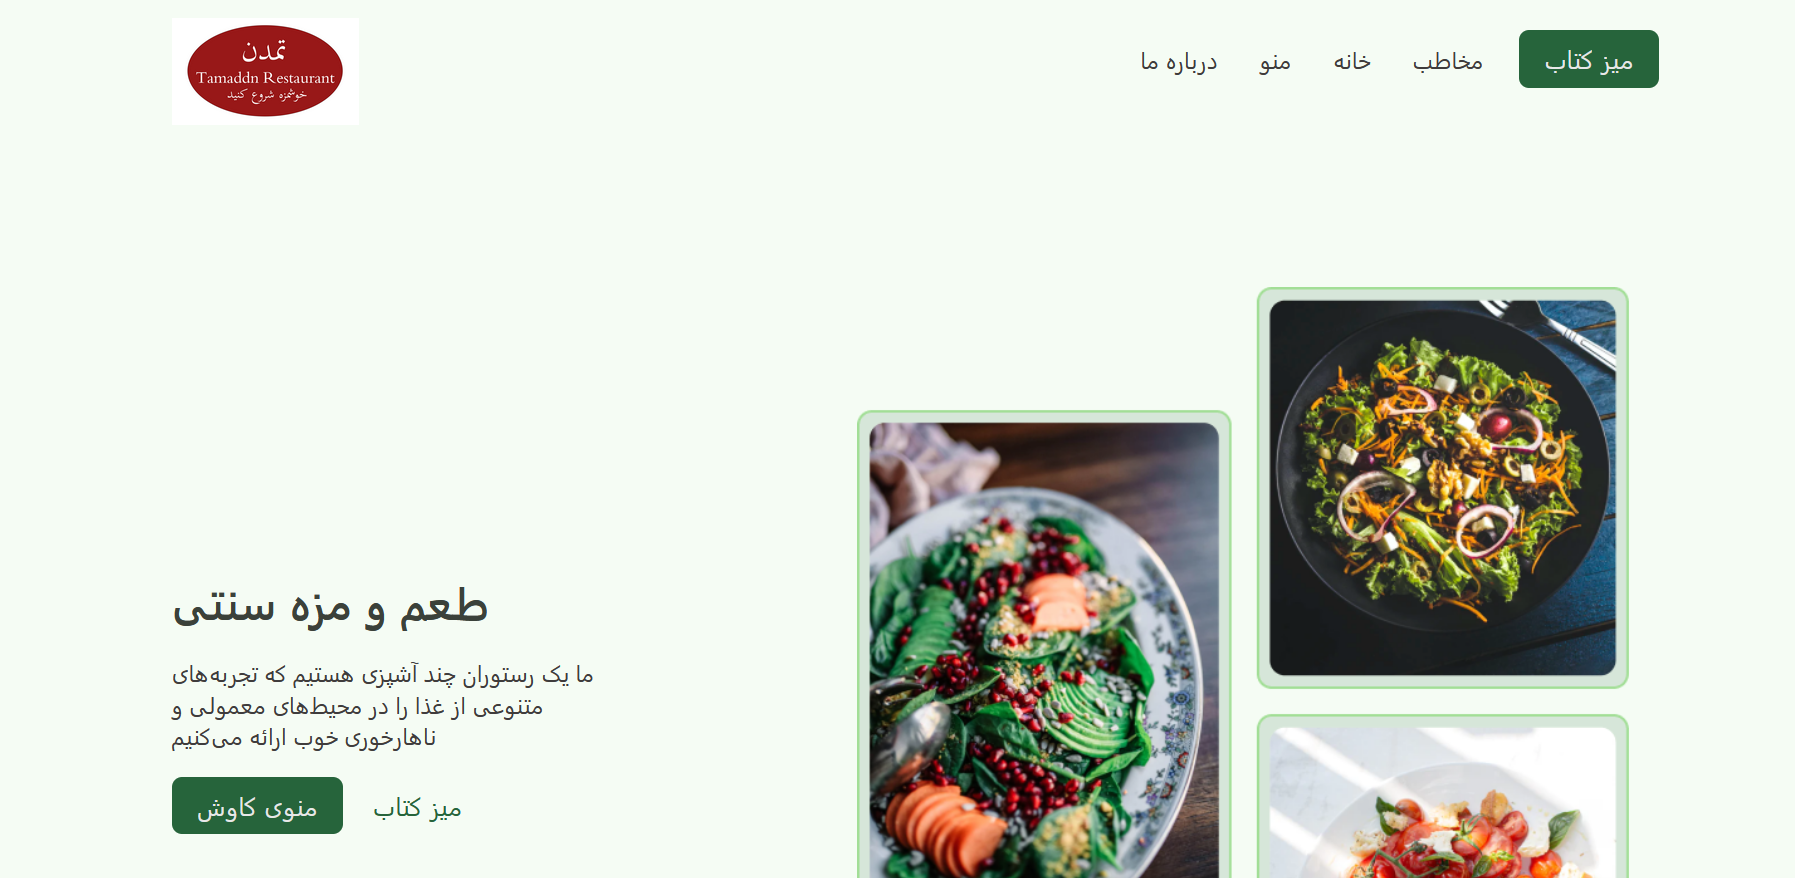 تمدن
Tamaddn Restaurant
خوشمزه شروع کنید
درباره ما
منو
خانه
مخاطب
میز کتاب
طعم و مزه سنتی
ما یک رستوران چند آشپزی هستیم که تجربه‌های
متنوعی از غذا را در محیط‌های معمولی و
ناهارخوری خوب ارائه می‌کنیم
منوی کاوش
میز کتاب